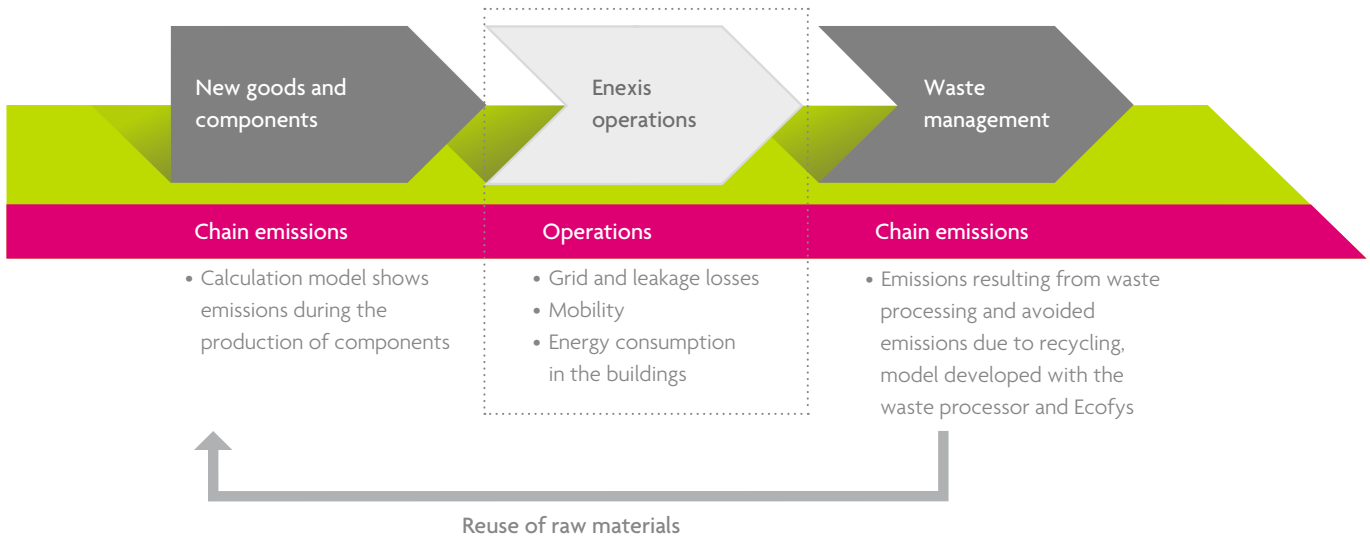 New goods and
components
Enexis
operations
Waste
management
Chain emissions
Operations
Chain emissions
• Calculation model shows
emissions during the
production of components
• Grid and leakage losses
• Mobility
• Energy consumption
in the buildings
• Emissions resulting from waste
processing and avoided
emissions due to recycling,
model developed with the
waste processor and Ecofys
Reuse of raw materials